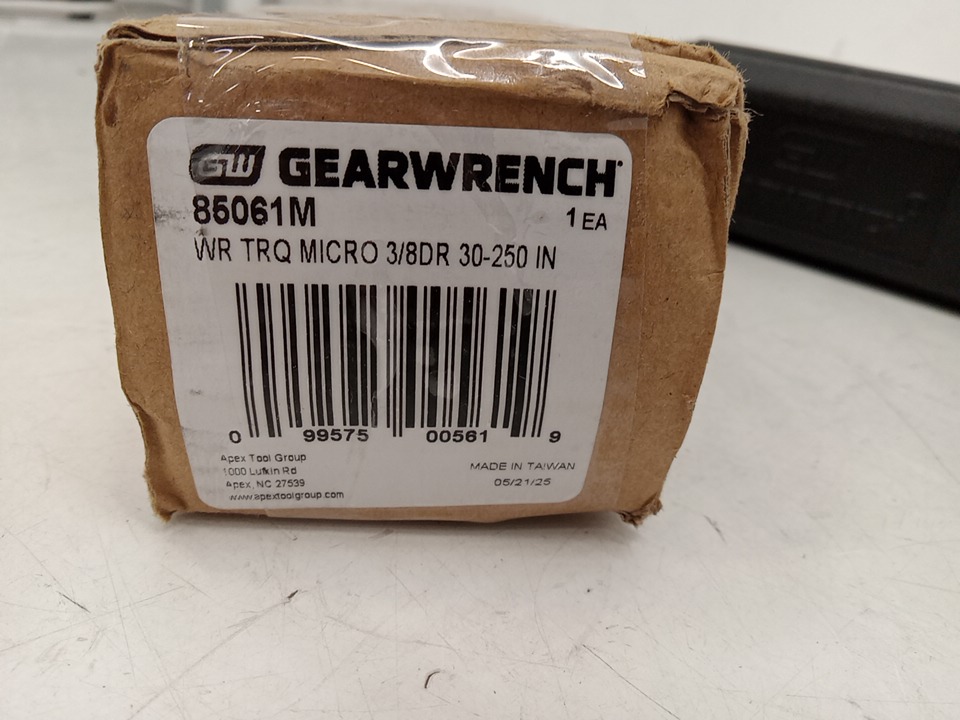 GW GEARWRENCH
85061M
1 EA
WR TRQ MICRO 3/8DR 30-250 IN
0 99575 00561 9
Apex Tool Group
1000 Lufkin Rd
Apex, NC 27539
www.apextoolgroup.com
MADE IN TAIWAN
05/21/25